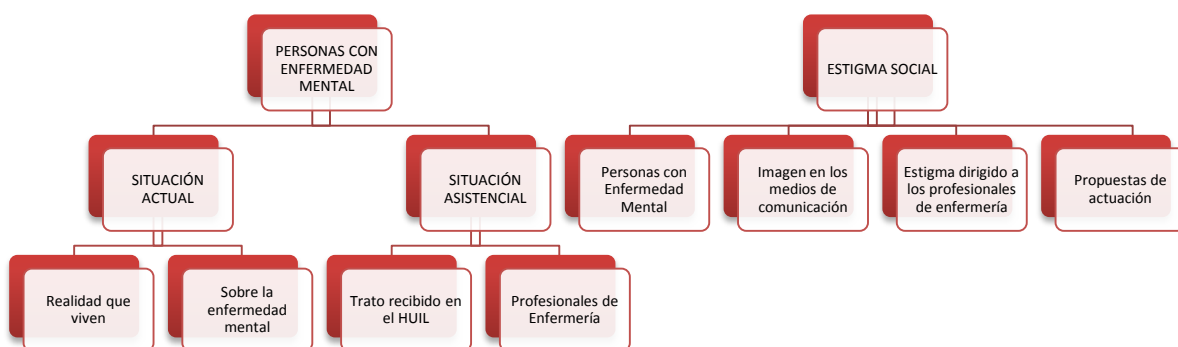 PERSONAS CON
ENFERMEDAD
MENTAL
ESTIGMA SOCIAL
SITUACIÓN
ACTUAL
SITUACIÓN
ASISTENCIAL
Personas con
Enfermedad
Mental
Imagen en los
medios de
comunicación
Estigma dirigido a
los profesionales
de enfermería
Propuestas de
actuación
Realidad que
viven
Sobre la
enfermedad
mental
Trato recibido en
el HUIL
Profesionales de
Enfermería